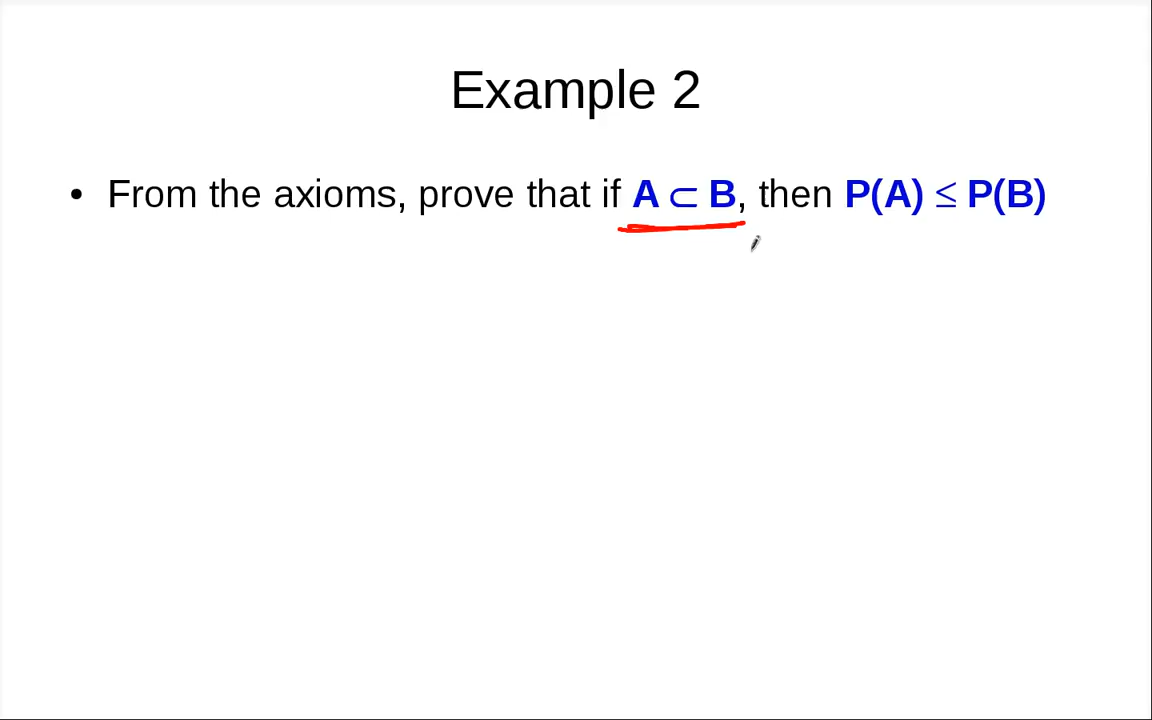 Example 2
• From the axioms, prove that if A ⊂ B, then P(A) ≤ P(B)